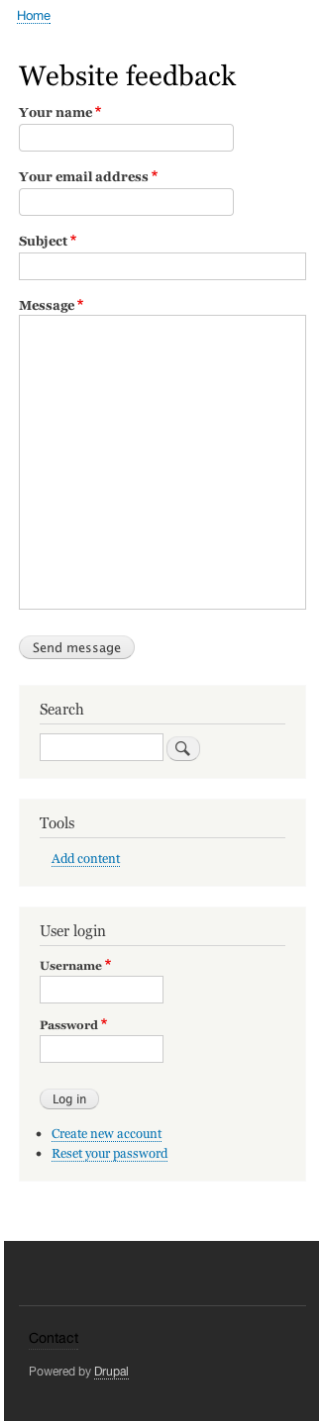 Home
Website feedback
Your name *
Your email address *
Subject *
Message *
Send message
Search
Tools
Add content
User login
Username *
Password *
Log in
Create new account
Reset your password
Contact
Powered by Drupal